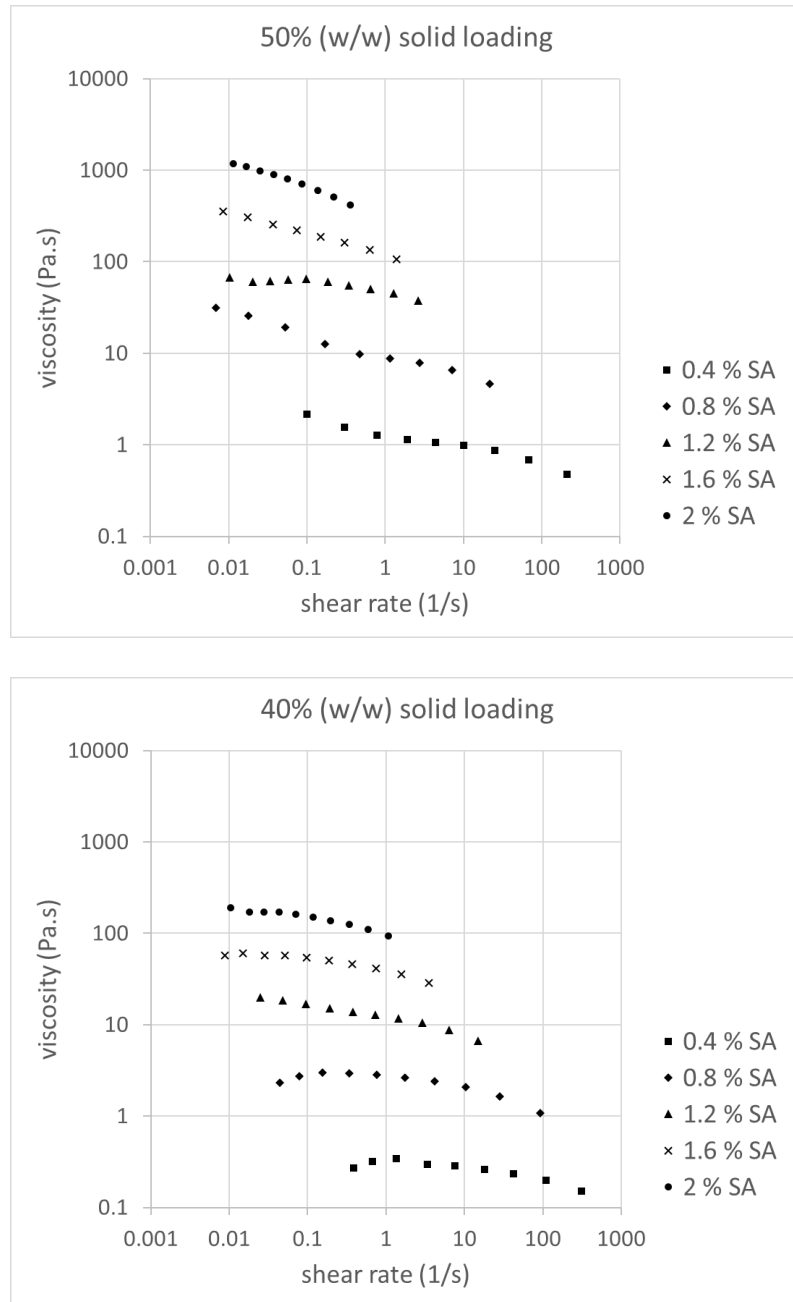 50% (w/w) solid loading
10000
1000
100
10
1
0.1
viscosity (Pa.s)
0.001 0.01 0.1 1 10 100 1000
shear rate (1/s)
0.4 % SA
0.8 % SA
1.2 % SA
1.6 % SA
2 % SA
40% (w/w) solid loading
10000
1000
100
10
1
0.1
viscosity (Pa.s)
0.001 0.01 0.1 1 10 100 1000
shear rate (1/s)
0.4 % SA
0.8 % SA
1.2 % SA
1.6 % SA
2 % SA